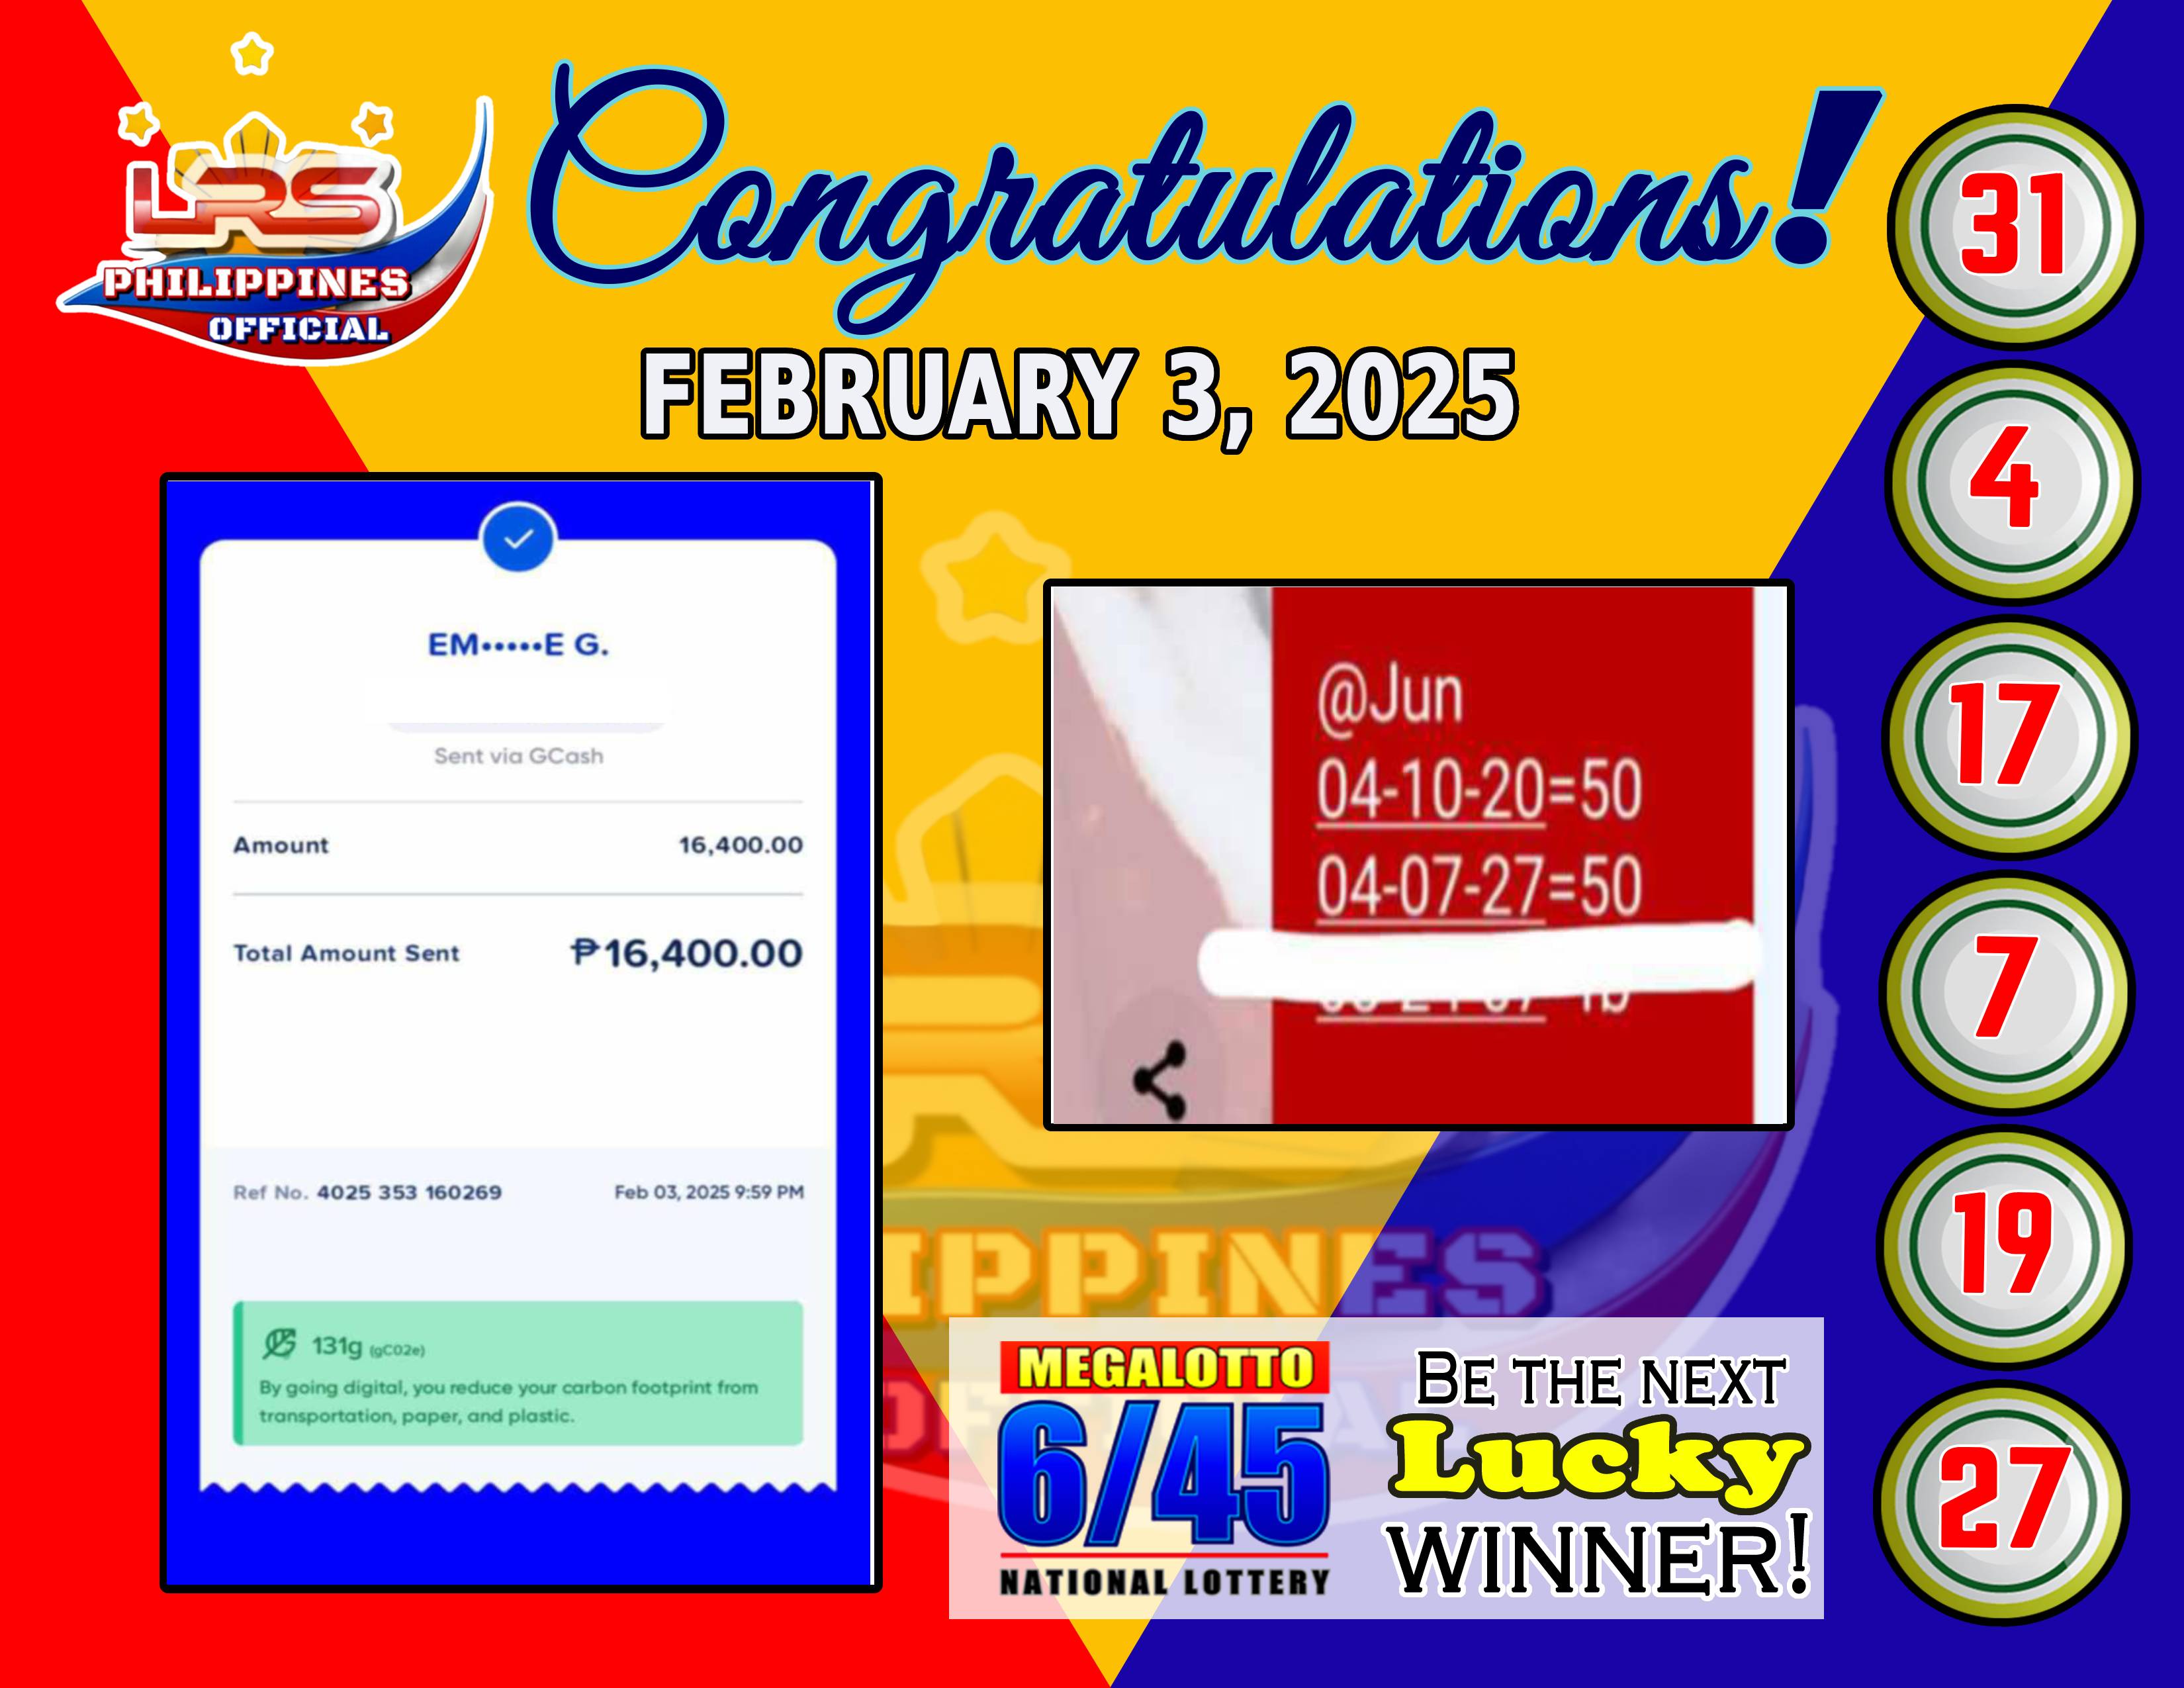 LRS
PHILIPPINES
OFFICIAL
Congratulations!
FEBRUARY 3, 2025
EM•••••E G.
Sent via GCash
Amount 16,400.00
Total Amount Sent ₱16,400.00
Ref No. 4025 353 160269 Feb 03, 2025 9:59 PM
131g (gC02e)
By going digital, you reduce your carbon footprint from
transportation, paper, and plastic.
@Jun
04-10-20=50
04-07-27=50
MEGALOTTO
6/45
NATIONAL LOTTERY
BE THE NEXT
Lucky
WINNER!
31
4
17
7
19
27